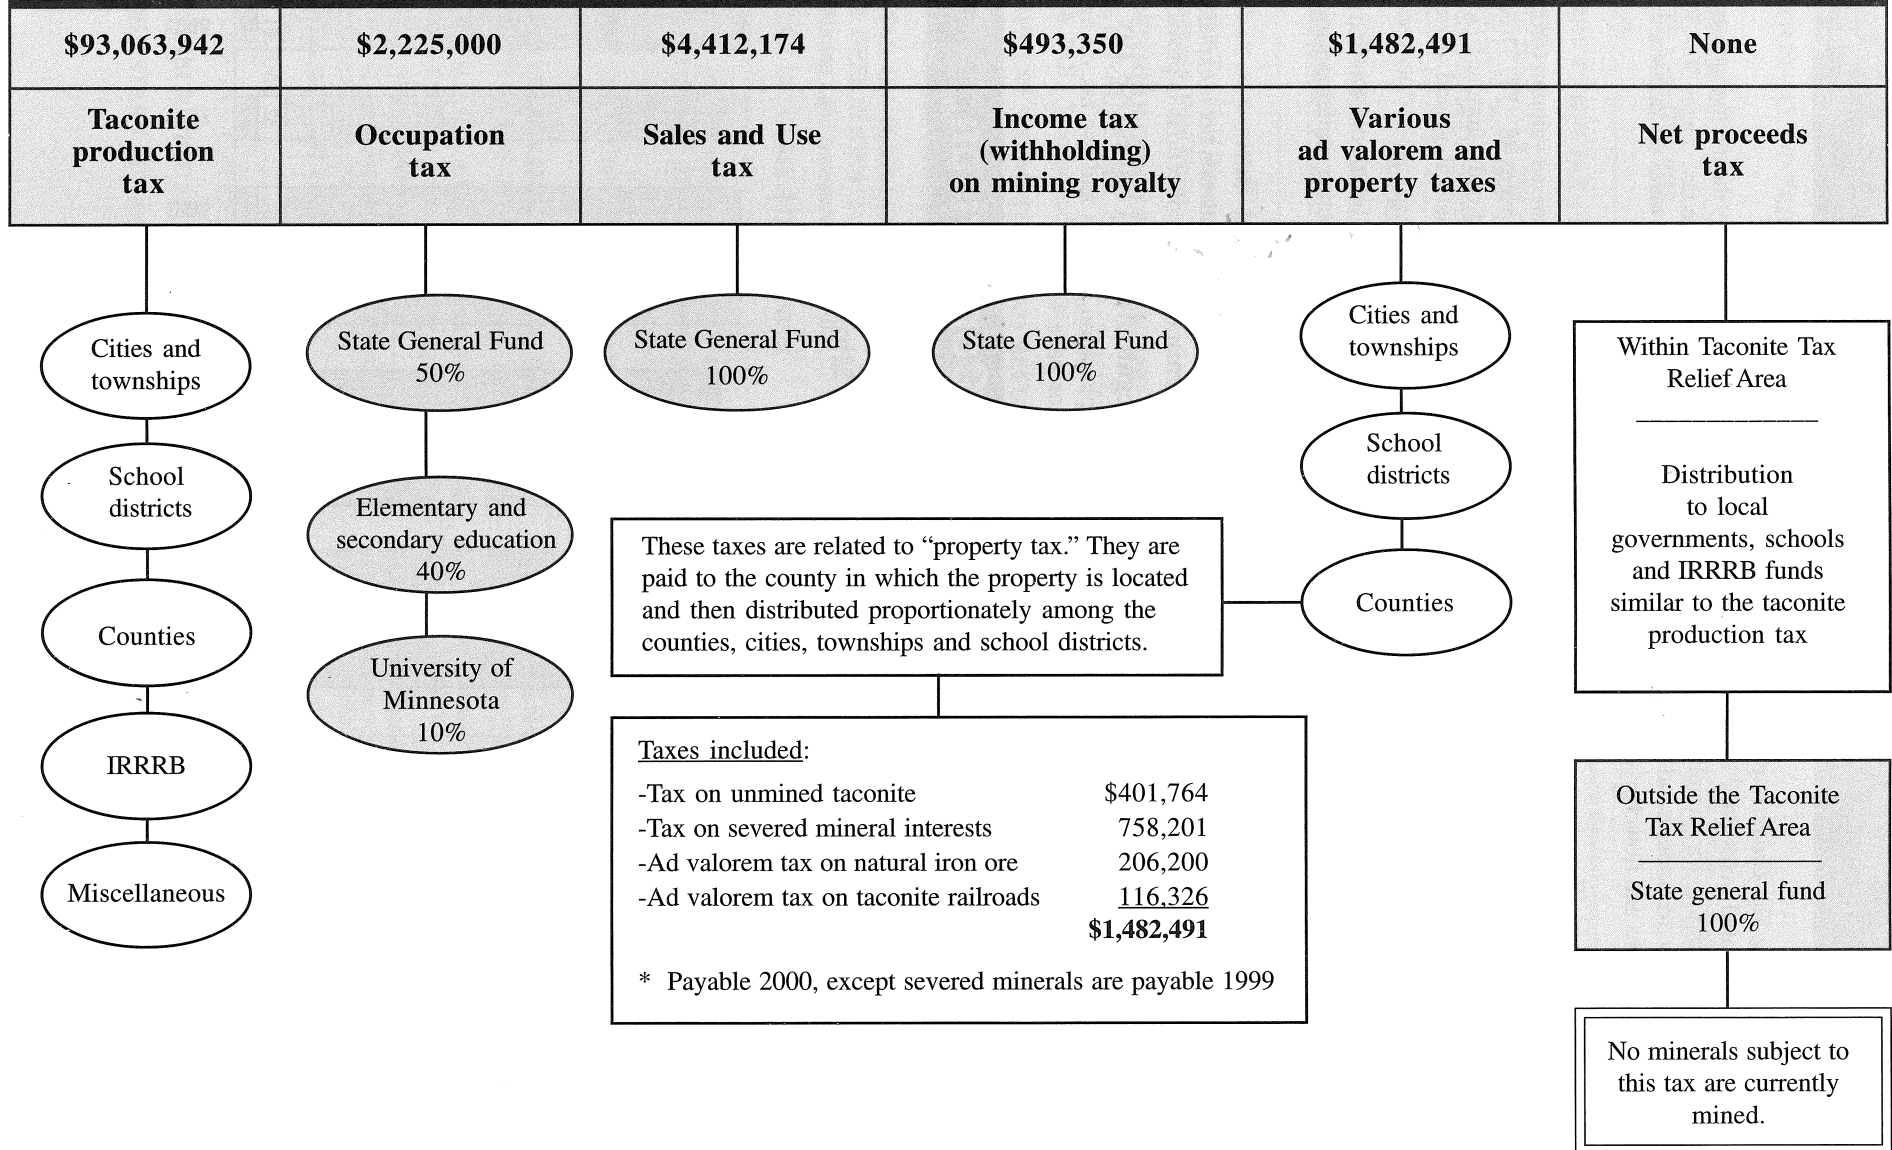 $93,063,942
$2,225,000
$4,412,174
$493,350
$1,482,491
None
Taconite
production
tax
Occupation
tax
Sales and Use
tax
Income tax
(withholding)
on mining royalty
Various
ad valorem and
property taxes
Net proceeds
tax
Cities and
townships
School
districts
Counties
IRRRB
Miscellaneous
State General Fund
50%
Elementary and
secondary education
40%
University of
Minnesota
10%
State General Fund
100%
State General Fund
100%
Cities and
townships
School
districts
Counties
These taxes are related to “property tax.” They are
paid to the county in which the property is located
and then distributed proportionately among the
counties, cities, townships and school districts.
Taxes included:
-Tax on unmined taconite $401,764
-Tax on severed mineral interests 758,201
-Ad valorem tax on natural iron ore 206,200
-Ad valorem tax on taconite railroads 116,326
$1,482,491
* Payable 2000, except severed minerals are payable 1999
Within Taconite Tax
Relief Area
Distribution
to local
governments, schools
and IRRRB funds
similar to the taconite
production tax
Outside the Taconite
Tax Relief Area
State general fund
100%
No minerals subject to
this tax are currently
mined.